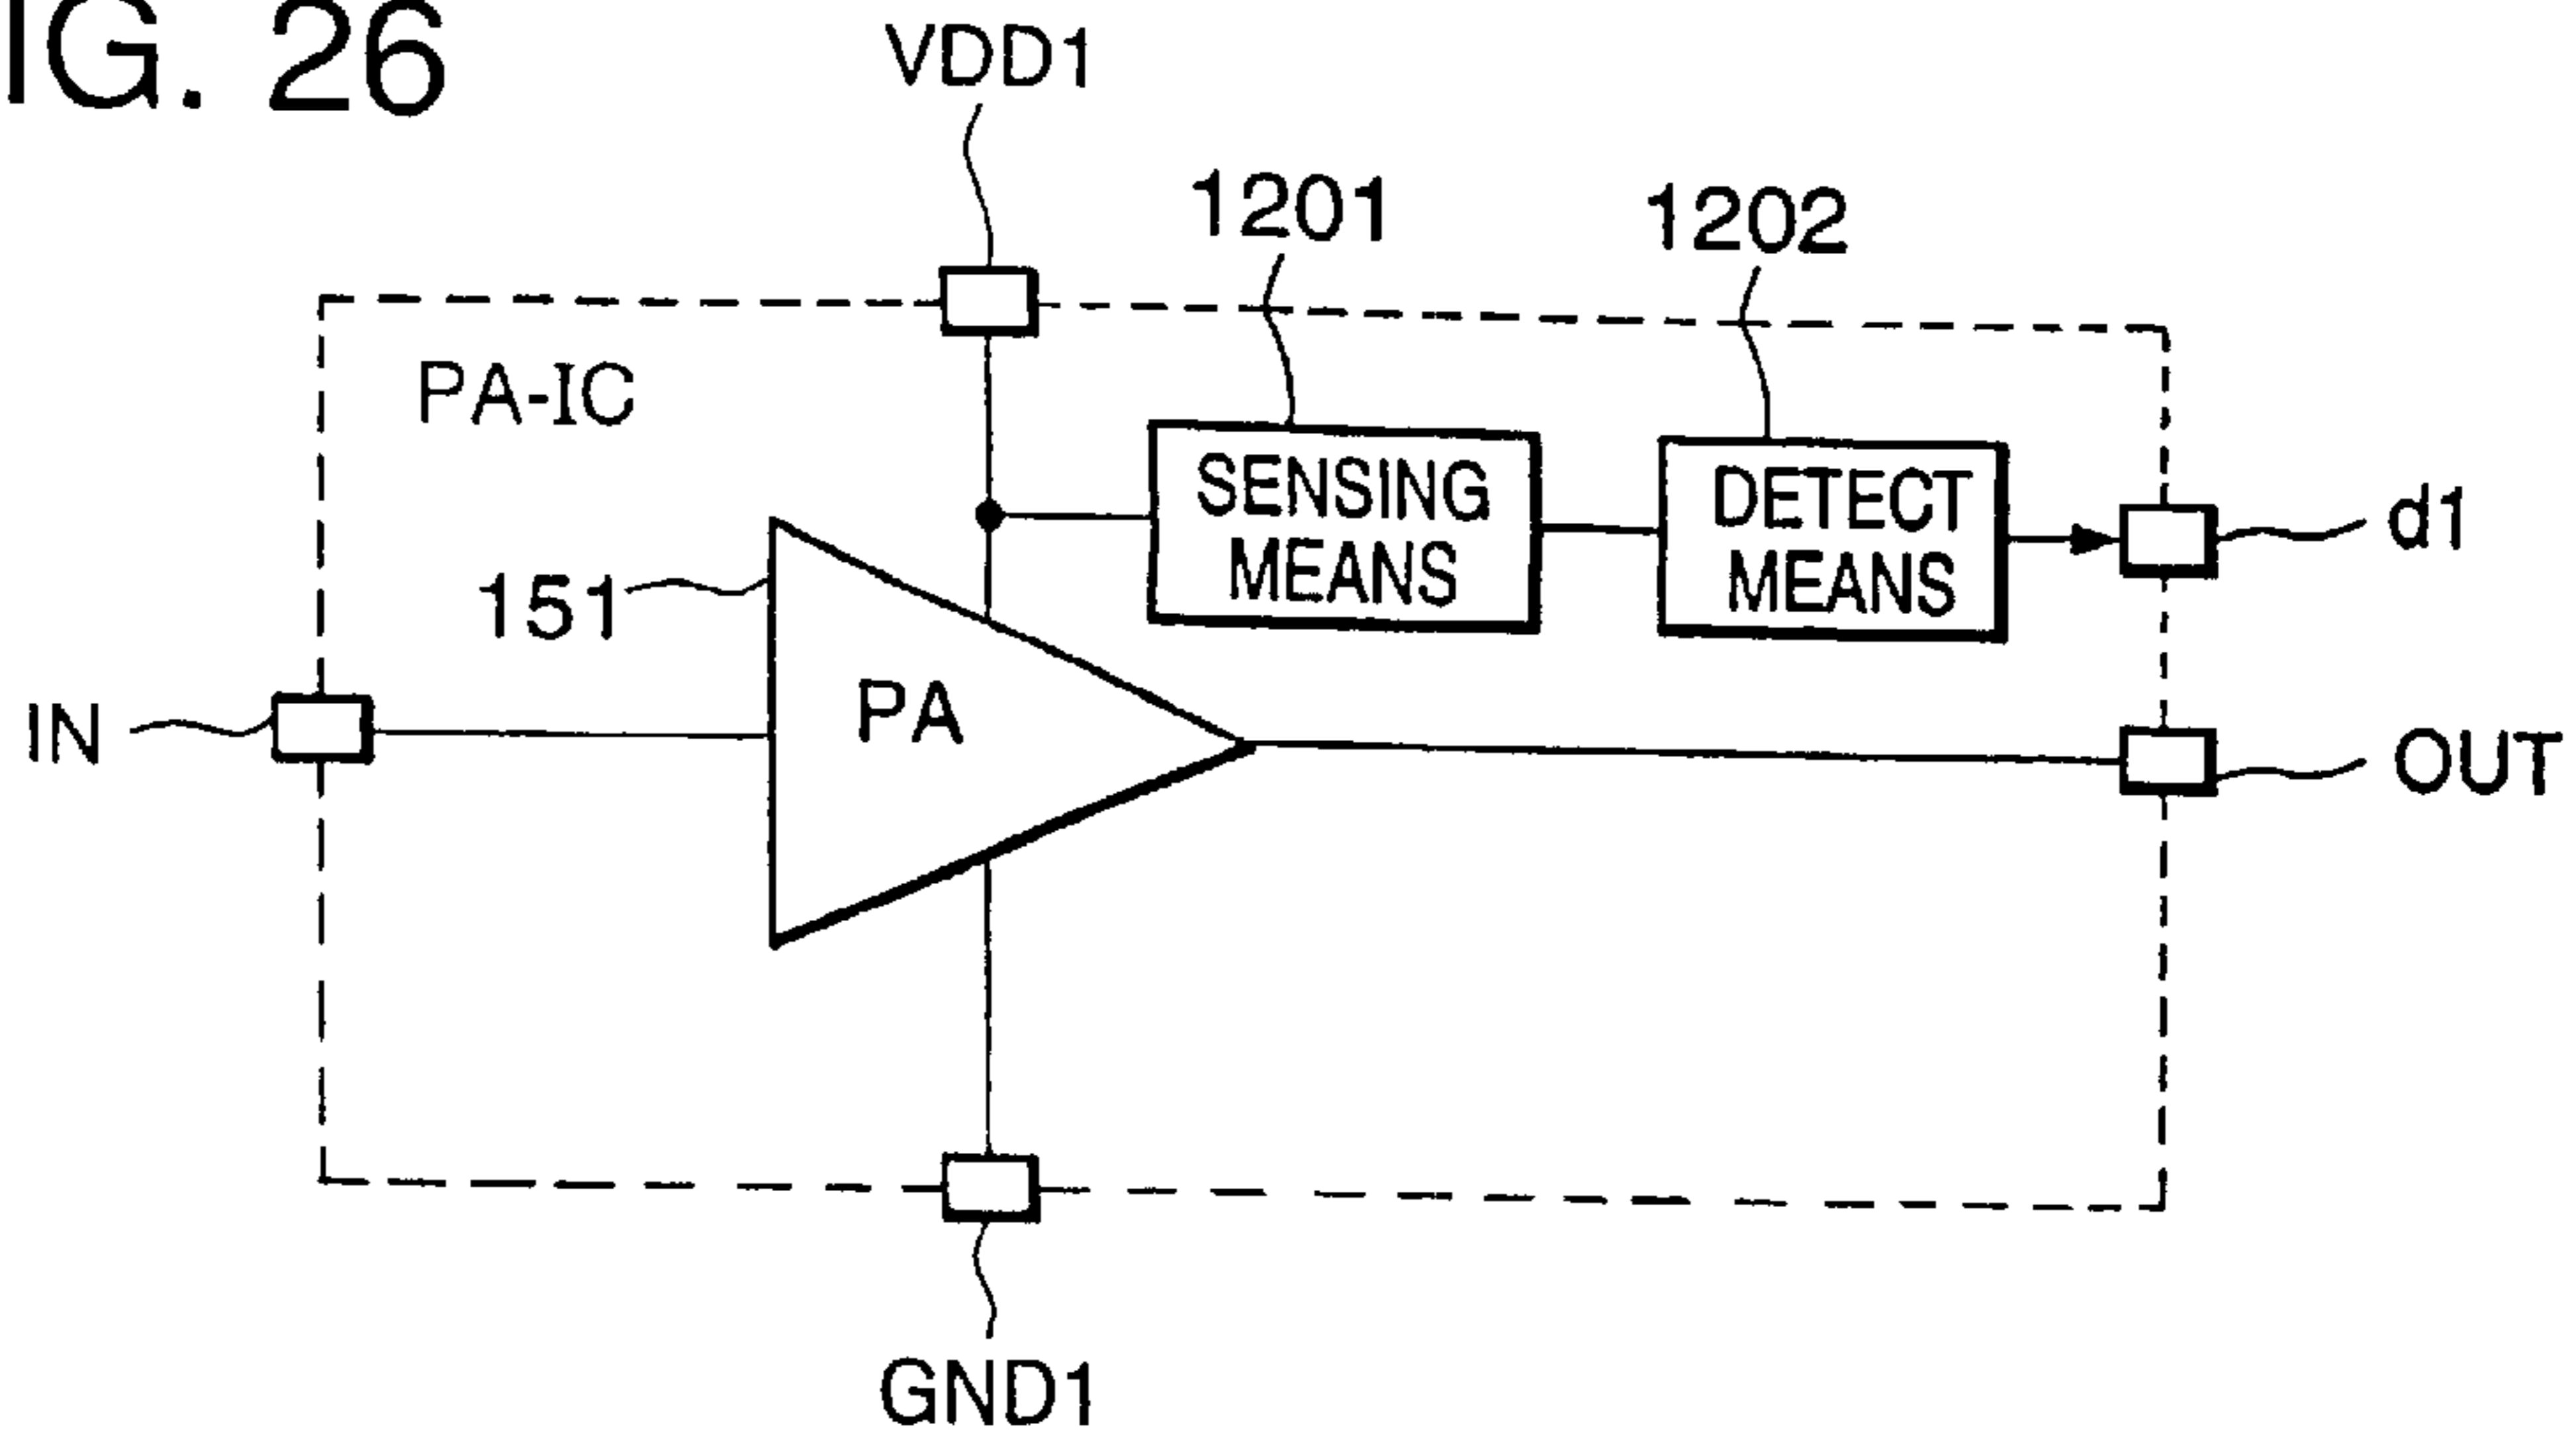 IG. 26
VDD1
1201
1202
PA-IC
SENSING
MEANS
DETECT
MEANS
d1
151
PA
IN
OUT
GND1